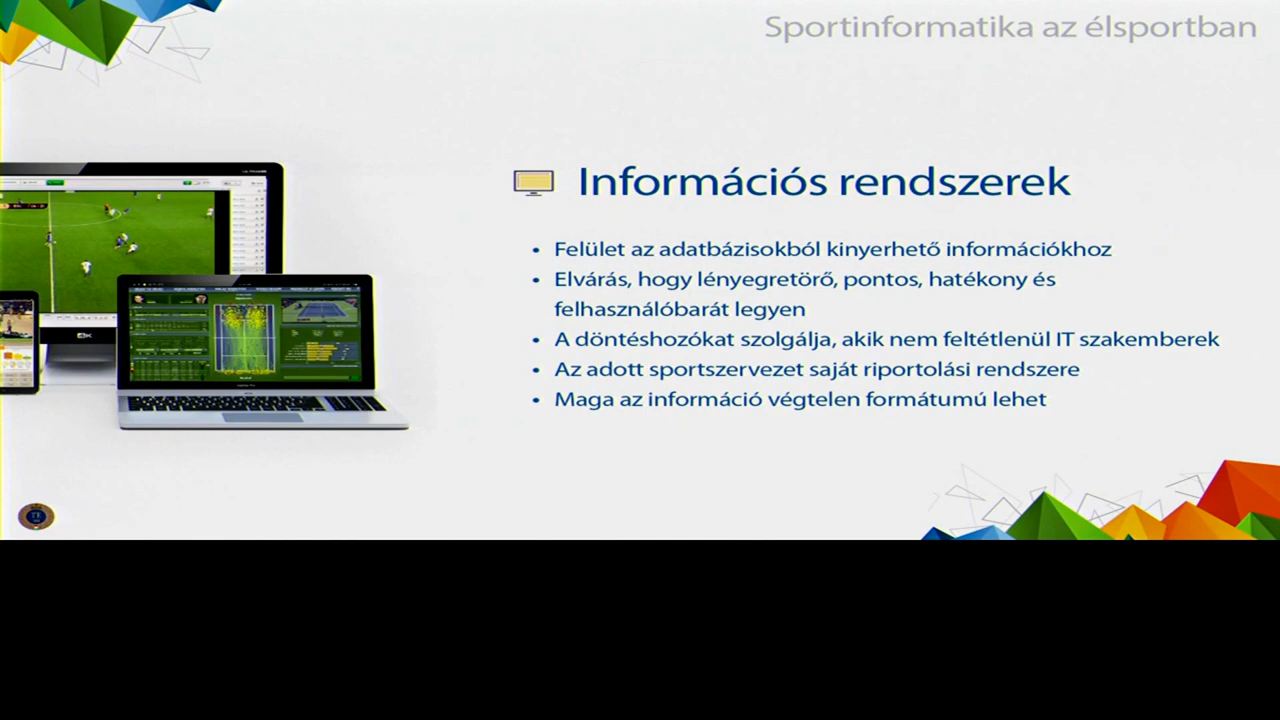 Sportinformatika az élsportban
Információs rendszerek
• Felület az adatbázisokból kinyerhető információkhoz
• Elvárás, hogy lényegretörő, pontos, hatékony és
felhasználóbarát legyen
• A döntéshozókat szolgálja, akik nem feltétlenül IT szakemberek
• Az adott sportszervezet saját riportolási rendszere
• Maga az információ végtelen formátumú lehet
4K